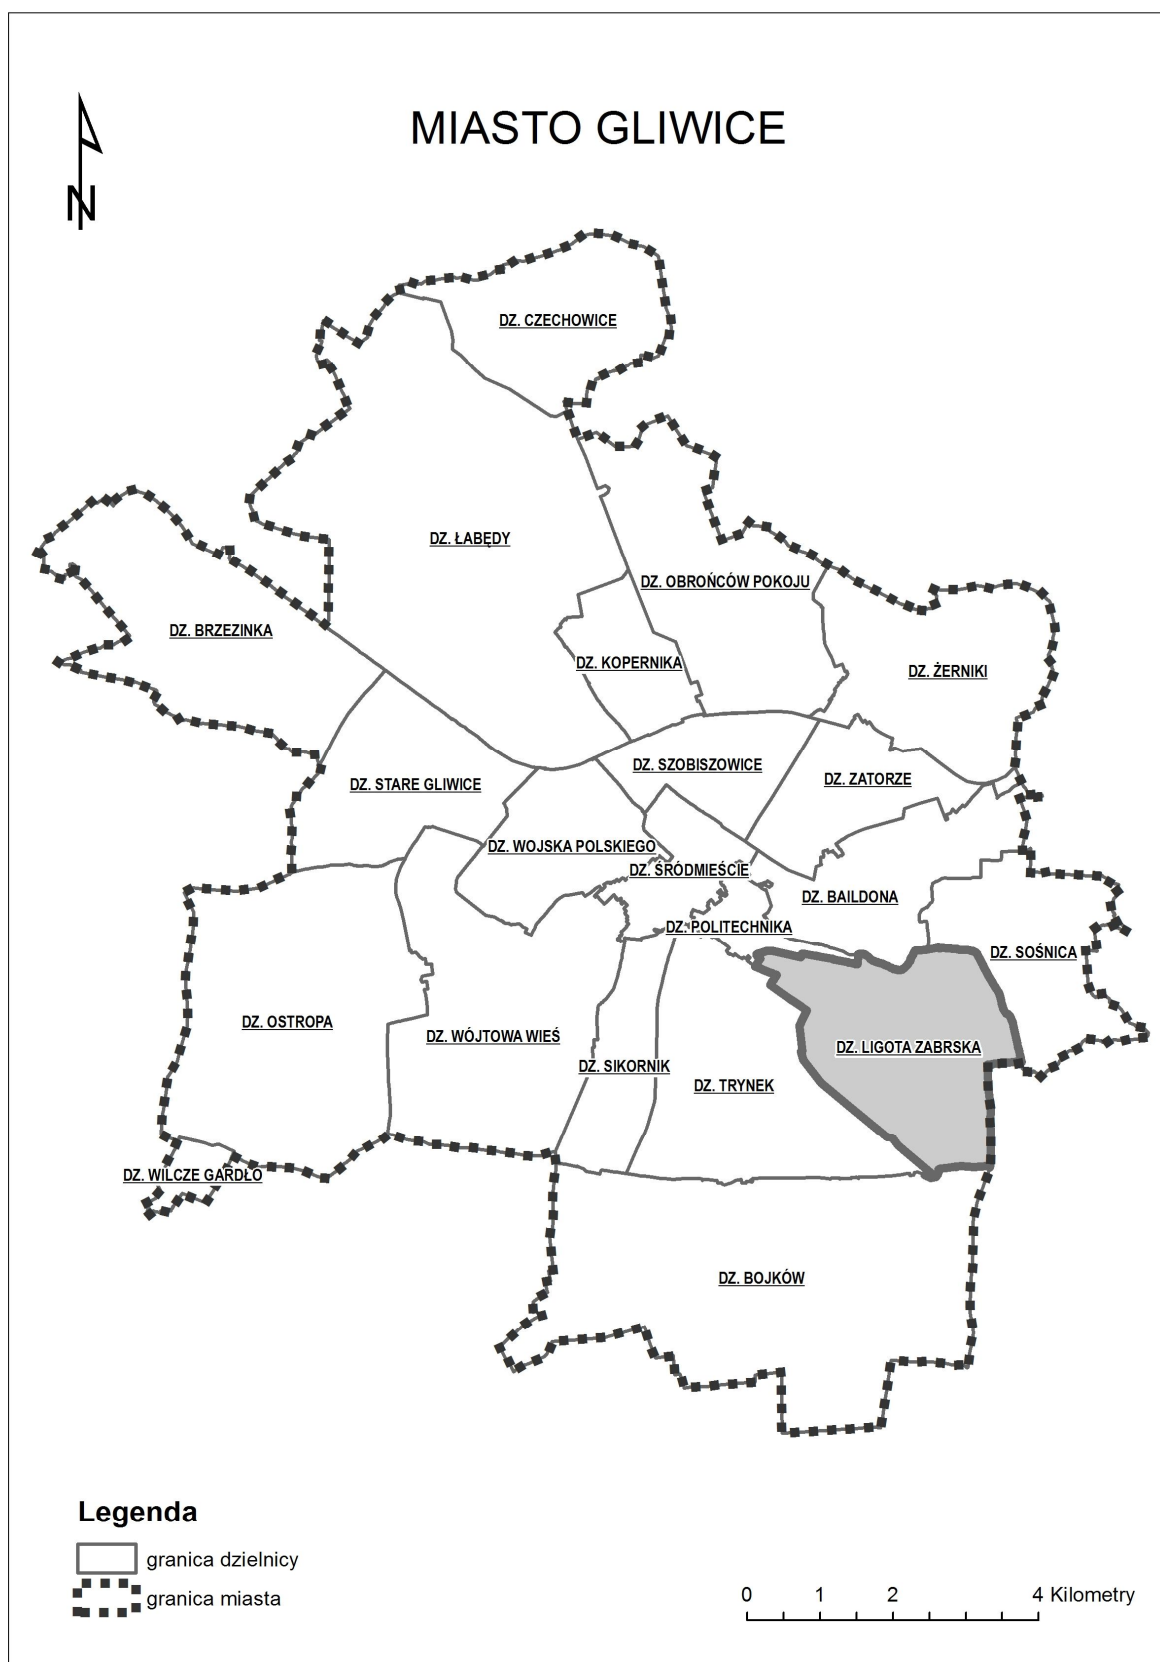 MIASTO GLIWICE
N
DZ. CZECHOWICE
DZ. ŁABĘDY
DZ. OBROŃCÓW POKOJU
DZ. BRZEZINKA
DZ. KOPERNIKA
DZ. ŻERNIKI
DZ. SZOBISZOWICE
DZ. ZATORZE
DZ. STARE GLIWICE
DZ. WOJSKA POLSKIEGO
DZ. ŚRÓDMIEŚCIE
DZ. BAILDONA
DZ. POLITECHNIKA
DZ. SOŚNICA
DZ. OSTROPA
DZ. WÓJTOWA WIEŚ
DZ. LIGOTA ZABRSKA
DZ. SIKORNIK
DZ. TRYNEK
DZ. WILCZE GARDŁO
DZ. BOJKÓW
Legenda
granica dzielnicy
granica miasta
0 1 2 4 Kilometry